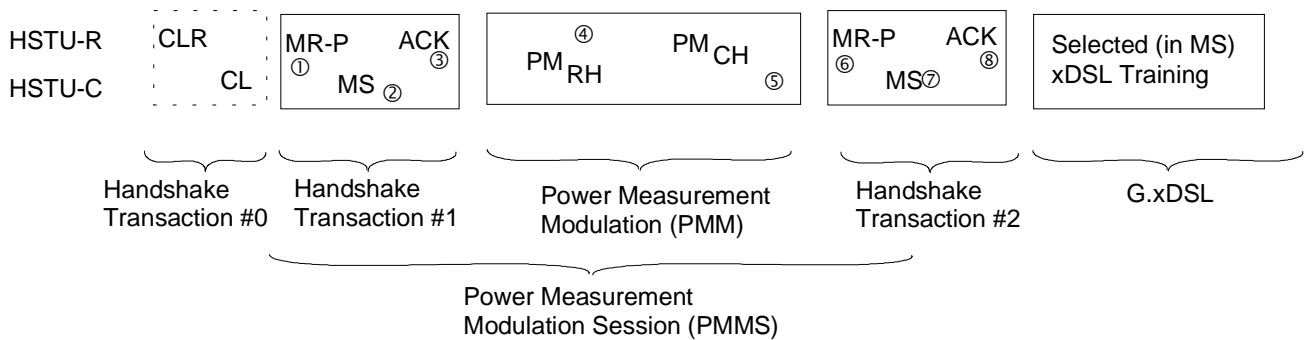 HSTU-R
HSTU-C
CLR
CL
MR-P ACK
① ③
MS ②
④
PM RH
PM CH
⑤
MR-P ACK
⑥ ⑧
MS⑦
Selected (in MS)
xDSL Training
Handshake
Transaction #0
Handshake
Transaction #1
Power Measurement
Modulation (PMM)
Handshake
Transaction #2
G.xDSL
Power Measurement
Modulation Session (PMMS)